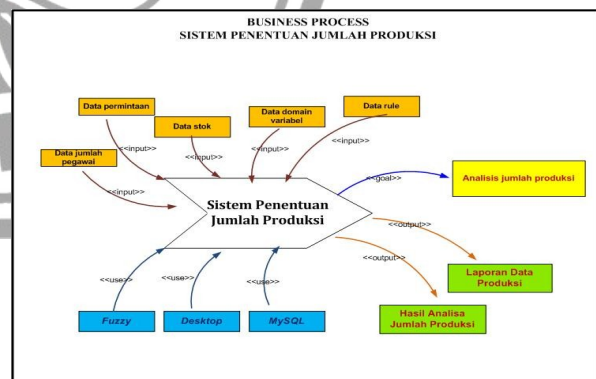 BUSINESS PROCESS
SISTEM PENENTUAN JUMLAH PRODUKSI
Data permintaan
Data stok
Data domain
variabel
Data rule
Data jumlah
pegawai
<<input>>
<<input>>
<<input>>
<<input>>
<<input>>
Sistem Penentuan
Jumlah Produksi
<<goal>>
Analisis jumlah produksi
<<output>>
<<output>>
Laporan Data
Produksi
Hasil Analisa
Jumlah Produksi
<<use>>
<<use>>
<<use>>
Fuzzy
Desktop
MySQL